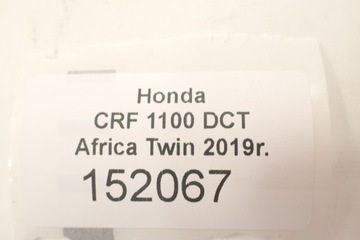 Honda
CRF 1100 DCT
Africa Twin 2019r.
152067